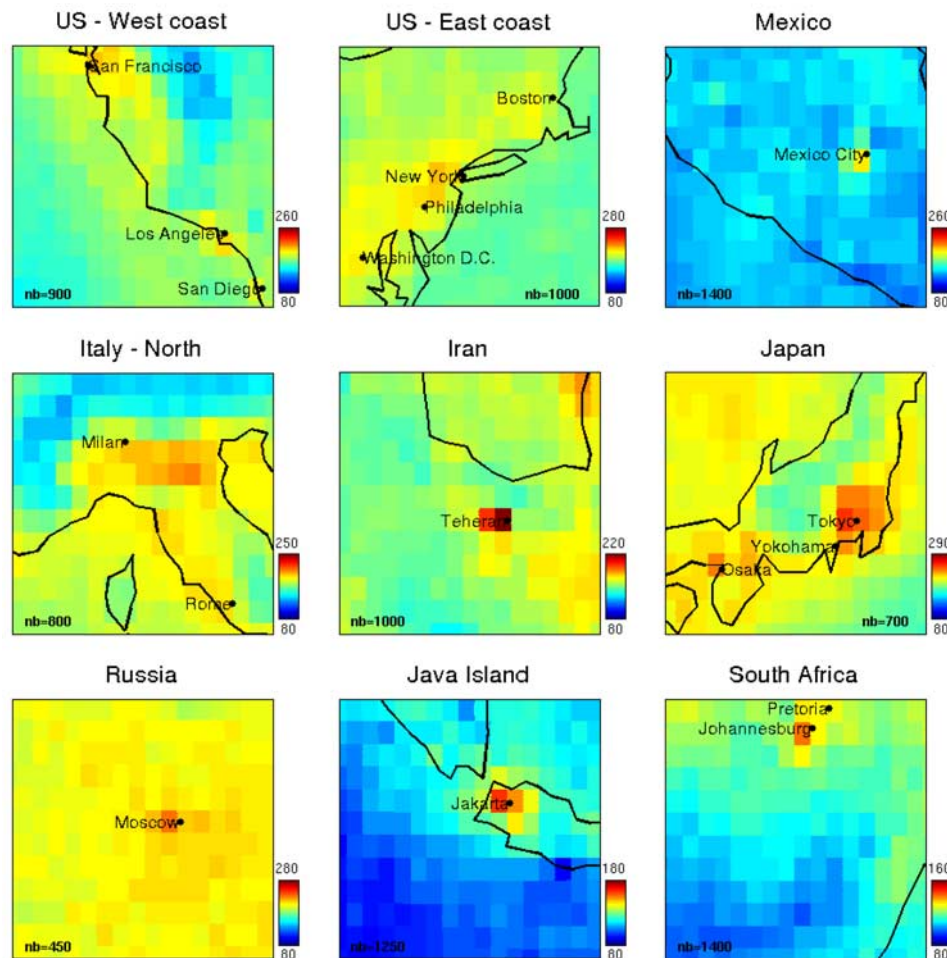 US - West coast
US - East coast
Mexico
San Francisco
Los Angeles
San Diego
nb=900
260
80
Boston
New York
Philadelphia
Washington D.C.
nb=1000
280
80
Mexico City
nb=1400
260
80
Italy - North
Iran
Japan
Milan
Rome
nb=800
250
80
Teheran
nb=1000
220
80
Tokyo
Yokohama
Osaka
nb=700
290
80
Russia
Java Island
South Africa
Moscow
nb=450
280
80
Jakarta
nb=1250
180
80
Pretoria
Johannesburg
nb=1400
160
80